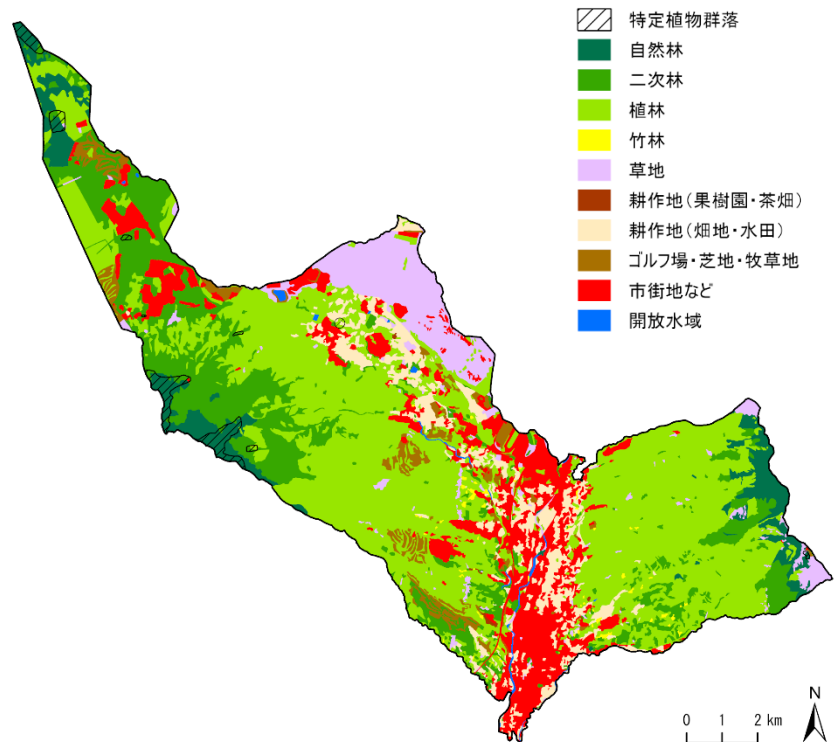 特定植物群落
自然林
二次林
植林
竹林
草地
耕作地(果樹園・茶畑)
耕作地(畑地・水田)
ゴルフ場・芝地・牧草地
市街地など
開放水域
N
0 1 2 km